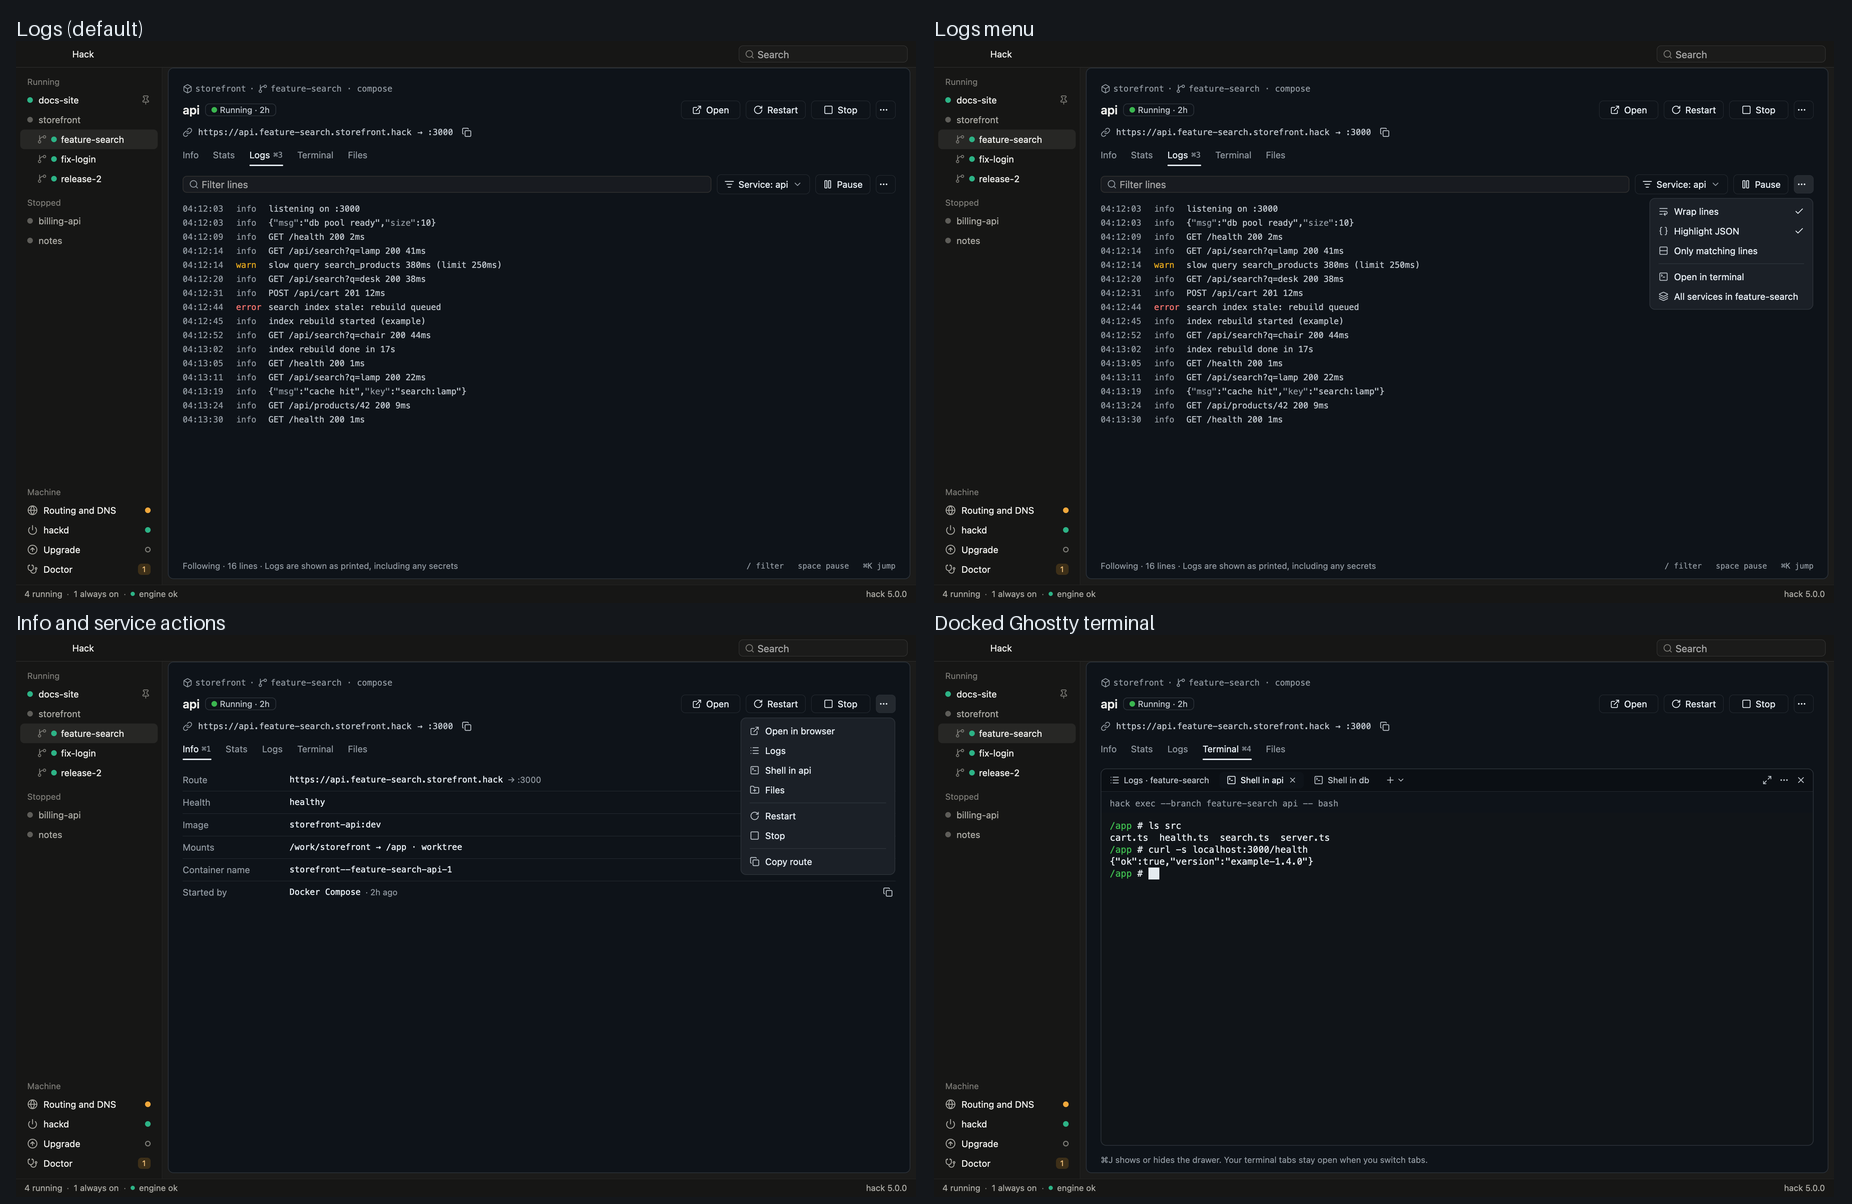 Logs (default)
Hack
Search
Running
docs-site
storefront
feature-search
fix-login
release-2
Stopped
billing-api
notes
Machine
Routing and DNS
hackd
Upgrade
Doctor 1
storefront · feature-search · compose
api Running · 2h
Open Restart Stop
https://api.feature-search.storefront.hack → :3000
Info Stats Logs ⌘3 Terminal Files
Filter lines Service: api Pause
04:12:03 info listening on :3000
04:12:03 info {"msg":"db pool ready","size":10}
04:12:09 info GET /health 200 2ms
04:12:14 info GET /api/search?q=lamp 200 41ms
04:12:14 warn slow query search_products 380ms (limit 250ms)
04:12:20 info GET /api/search?q=desk 200 38ms
04:12:31 info POST /api/cart 201 12ms
04:12:44 error search index stale: rebuild queued
04:12:45 info index rebuild started (example)
04:12:52 info GET /api/search?q=chair 200 44ms
04:13:02 info index rebuild done in 17s
04:13:05 info GET /health 200 1ms
04:13:11 info GET /api/search?q=lamp 200 22ms
04:13:19 info {"msg":"cache hit","key":"search:lamp"}
04:13:24 info GET /api/products/42 200 9ms
04:13:30 info GET /health 200 1ms
Following · 16 lines · Logs are shown as printed, including any secrets
/ filter space pause ⌘K jump
4 running · 1 always on · engine ok
hack 5.0.0
Logs menu
Hack
Search
Running
docs-site
storefront
feature-search
fix-login
release-2
Stopped
billing-api
notes
Machine
Routing and DNS
hackd
Upgrade
Doctor 1
storefront · feature-search · compose
api Running · 2h
Open Restart Stop
https://api.feature-search.storefront.hack → :3000
Info Stats Logs ⌘3 Terminal Files
Filter lines Service: api Pause
Wrap lines
Highlight JSON
Only matching lines
Open in terminal
All services in feature-search
04:12:03 info listening on :3000
04:12:03 info {"msg":"db pool ready","size":10}
04:12:09 info GET /health 200 2ms
04:12:14 info GET /api/search?q=lamp 200 41ms
04:12:14 warn slow query search_products 380ms (limit 250ms)
04:12:20 info GET /api/search?q=desk 200 38ms
04:12:31 info POST /api/cart 201 12ms
04:12:44 error search index stale: rebuild queued
04:12:45 info index rebuild started (example)
04:12:52 info GET /api/search?q=chair 200 44ms
04:13:02 info index rebuild done in 17s
04:13:05 info GET /health 200 1ms
04:13:11 info GET /api/search?q=lamp 200 22ms
04:13:19 info {"msg":"cache hit","key":"search:lamp"}
04:13:24 info GET /api/products/42 200 9ms
04:13:30 info GET /health 200 1ms
Following · 16 lines · Logs are shown as printed, including any secrets
/ filter space pause ⌘K jump
4 running · 1 always on · engine ok
hack 5.0.0
Info and service actions
Hack
Search
Running
docs-site
storefront
feature-search
fix-login
release-2
Stopped
billing-api
notes
Machine
Routing and DNS
hackd
Upgrade
Doctor 1
storefront · feature-search · compose
api Running · 2h
Open Restart Stop
https://api.feature-search.storefront.hack → :3000
Info ⌘1 Stats Logs Terminal Files
Route https://api.feature-search.storefront.hack → :3000
Health healthy
Image storefront-api:dev
Mounts /work/storefront → /app · worktree
Container name storefront--feature-search-api-1
Started by Docker Compose · 2h ago
Open in browser
Logs
Shell in api
Files
Restart
Stop
Copy route
4 running · 1 always on · engine ok
hack 5.0.0
Docked Ghostty terminal
Hack
Search
Running
docs-site
storefront
feature-search
fix-login
release-2
Stopped
billing-api
notes
Machine
Routing and DNS
hackd
Upgrade
Doctor 1
storefront · feature-search · compose
api Running · 2h
Open Restart Stop
https://api.feature-search.storefront.hack → :3000
Info Stats Logs Terminal ⌘4 Files
Logs · feature-search Shell in api × Shell in db +
hack exec --branch feature-search api -- bash
/app # ls src
cart.ts health.ts search.ts server.ts
/app # curl -s localhost:3000/health
{"ok":true,"version":"example-1.4.0"}
/app #
⌘J shows or hides the drawer. Your terminal tabs stay open when you switch tabs.
4 running · 1 always on · engine ok
hack 5.0.0